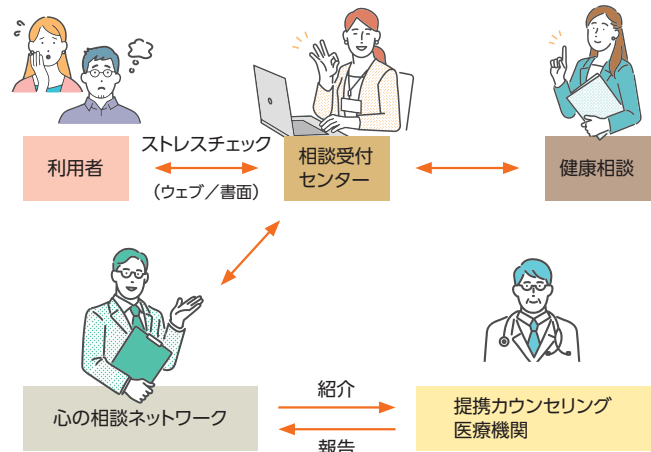 利用者
ストレスチェック
(ウェブ／書面)
相談受付
センター
健康相談
心の相談ネットワーク
紹介
報告
提携カウンセリング
医療機関